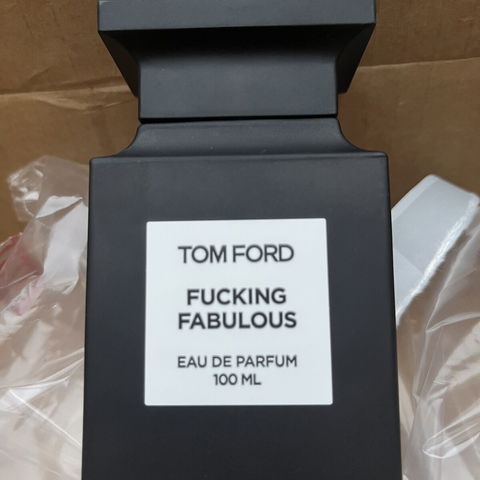 TOM FORD
FUCKING
FABULOUS
EAU DE PARFUM
100 ML